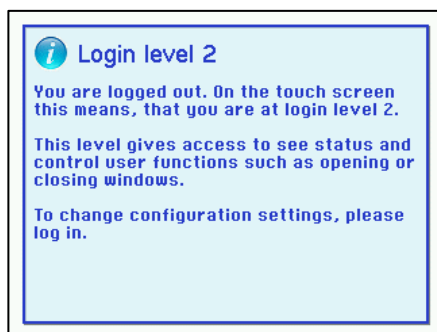 Login level 2
You are logged out. On the touch screen
this means, that you are at login level 2.
This level gives access to see status and
control user functions such as opening or
closing windows.
To change configuration settings, please
log in.